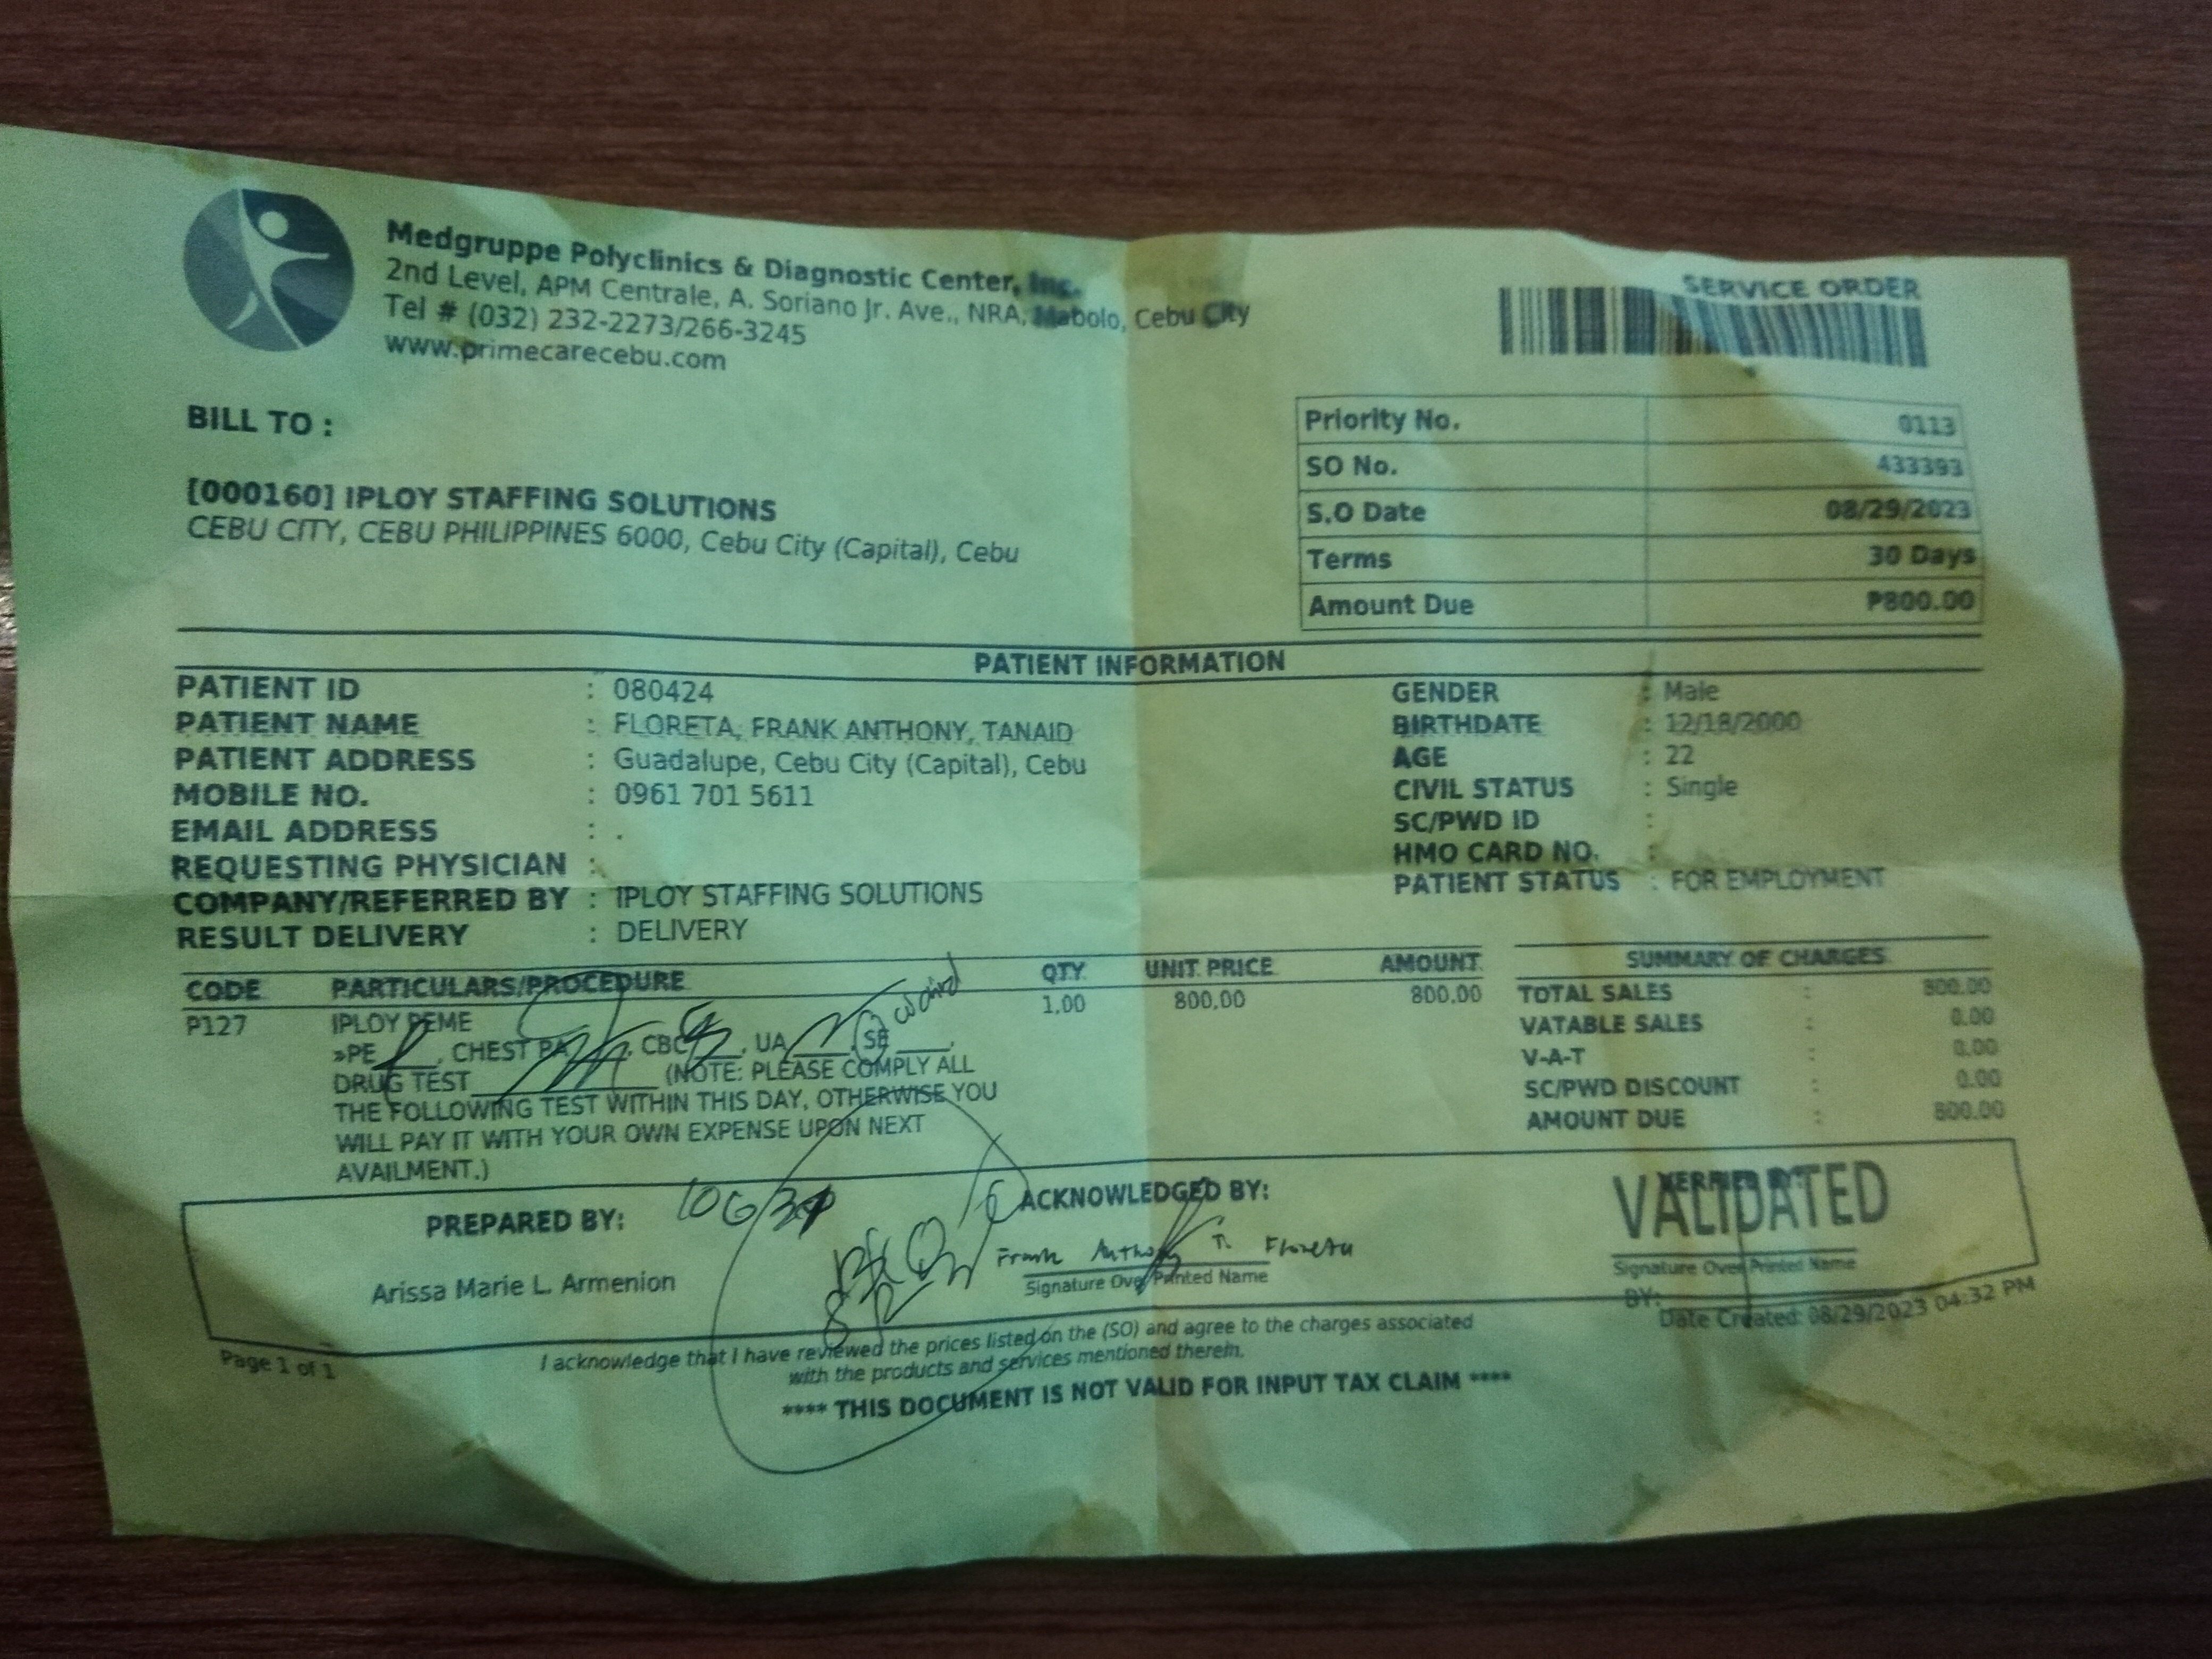 Medgruppe Polyclinics & Diagnostic Center, Inc.
2nd Level, APM Centrale, A. Soriano Jr. Ave., NRA, Mabolo, Cebu City
Tel # (032) 232-2273/266-3245
www.primecarecebu.com
SERVICE ORDER
BILL TO :
[000160] IPLOY STAFFING SOLUTIONS
CEBU CITY, CEBU PHILIPPINES 6000, Cebu City (Capital), Cebu
Priority No. 0113
SO No. 433393
S.O Date 08/29/2023
Terms 30 Days
Amount Due ₱800.00
PATIENT INFORMATION
PATIENT ID : 080424
PATIENT NAME : FLORETA, FRANK ANTHONY, TANAID
PATIENT ADDRESS : Guadalupe, Cebu City (Capital), Cebu
MOBILE NO. : 0961 701 5611
EMAIL ADDRESS : .
REQUESTING PHYSICIAN :
COMPANY/REFERRED BY : IPLOY STAFFING SOLUTIONS
RESULT DELIVERY : DELIVERY
GENDER : Male
BIRTHDATE : 12/18/2000
AGE : 22
CIVIL STATUS : Single
SC/PWD ID :
HMO CARD NO. :
PATIENT STATUS : FOR EMPLOYMENT
CODE PARTICULARS/PROCEDURE QTY UNIT PRICE AMOUNT
P127 IPLOY PEME 1.00 800.00 800.00
»PE____, CHEST PA____, CBC____, UA____, SE____,
DRUG TEST____________(NOTE: PLEASE COMPLY ALL
THE FOLLOWING TEST WITHIN THIS DAY, OTHERWISE YOU
WILL PAY IT WITH YOUR OWN EXPENSE UPON NEXT
AVAILMENT.)
SUMMARY OF CHARGES
TOTAL SALES : 800.00
VATABLE SALES : 0.00
V-A-T : 0.00
SC/PWD DISCOUNT : 0.00
AMOUNT DUE : 800.00
PREPARED BY:
Arissa Marie L. Armenion
ACKNOWLEDGED BY:
Frank Anthony T. Floreta
Signature Over Printed Name
VERIFIED BY:
VALIDATED
Signature Over Printed Name
BY:
Date Created: 08/29/2023 04:32 PM
Page 1 of 1
I acknowledge that I have reviewed the prices listed on the (SO) and agree to the charges associated
with the products and services mentioned therein.
**** THIS DOCUMENT IS NOT VALID FOR INPUT TAX CLAIM ****